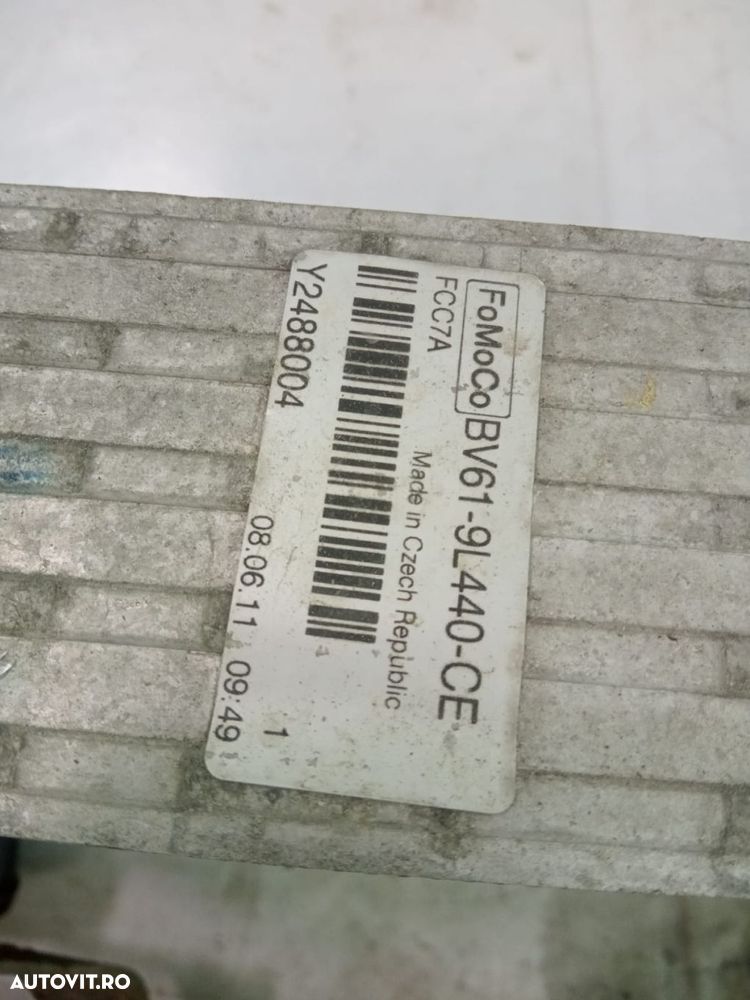 FoMoCo BV61-9L440-CE
FCC7A Made in Czech Republic
Y2488004 08.06.11 09:49
1
AUTOVIT.RO